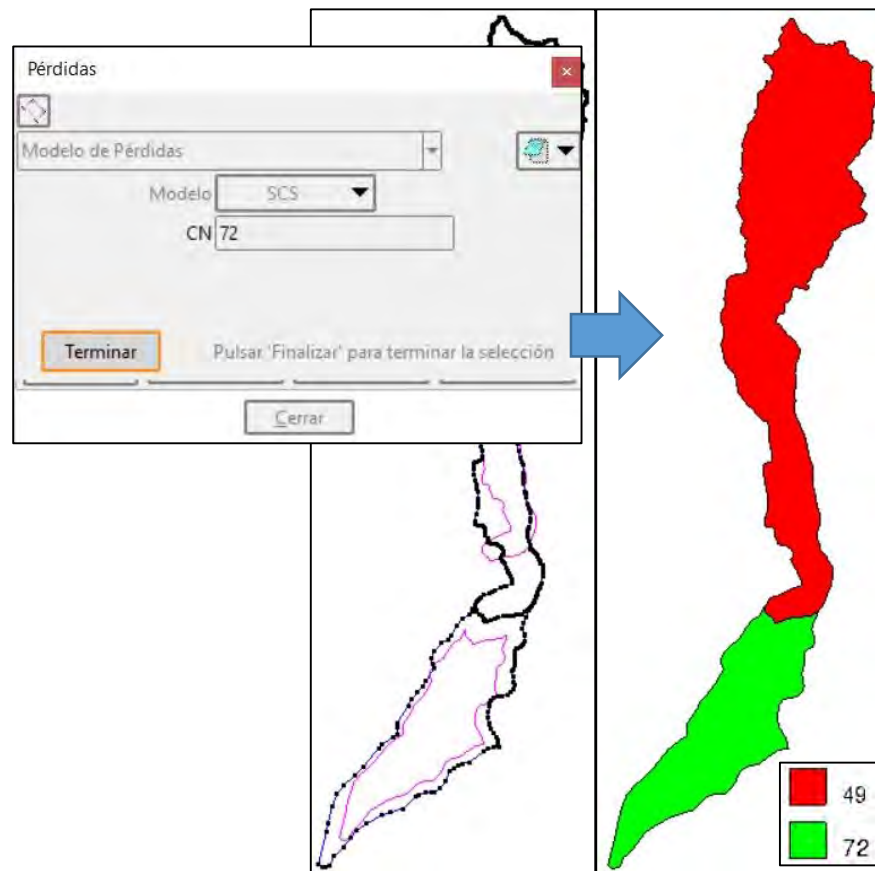 Pérdidas
Modelo de Pérdidas
Modelo SCS
CN 72
Terminar Pulsar 'Finalizar' para terminar la selección
Cerrar
49
72